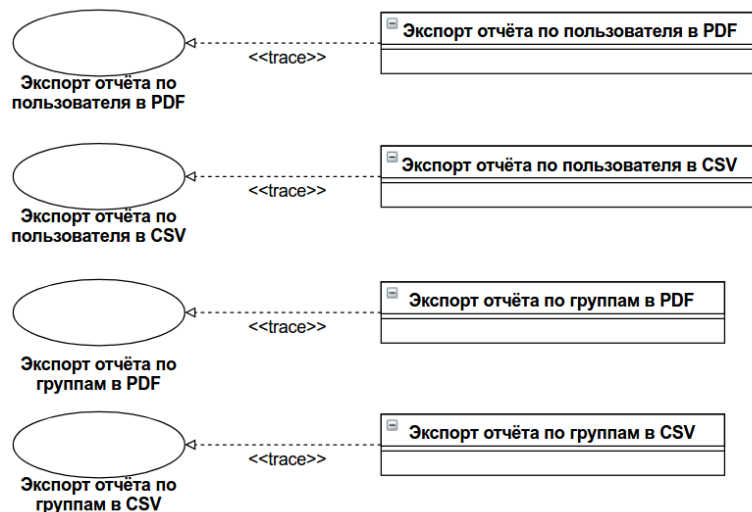 Экспорт отчёта по пользователя в PDF
<<trace>>
Экспорт отчёта по
пользователя в PDF
Экспорт отчёта по пользователя в CSV
<<trace>>
Экспорт отчёта по
пользователя в CSV
Экспорт отчёта по группам в PDF
<<trace>>
Экспорт отчёта по
группам в PDF
Экспорт отчёта по группам в CSV
<<trace>>
Экспорт отчёта по
группам в CSV